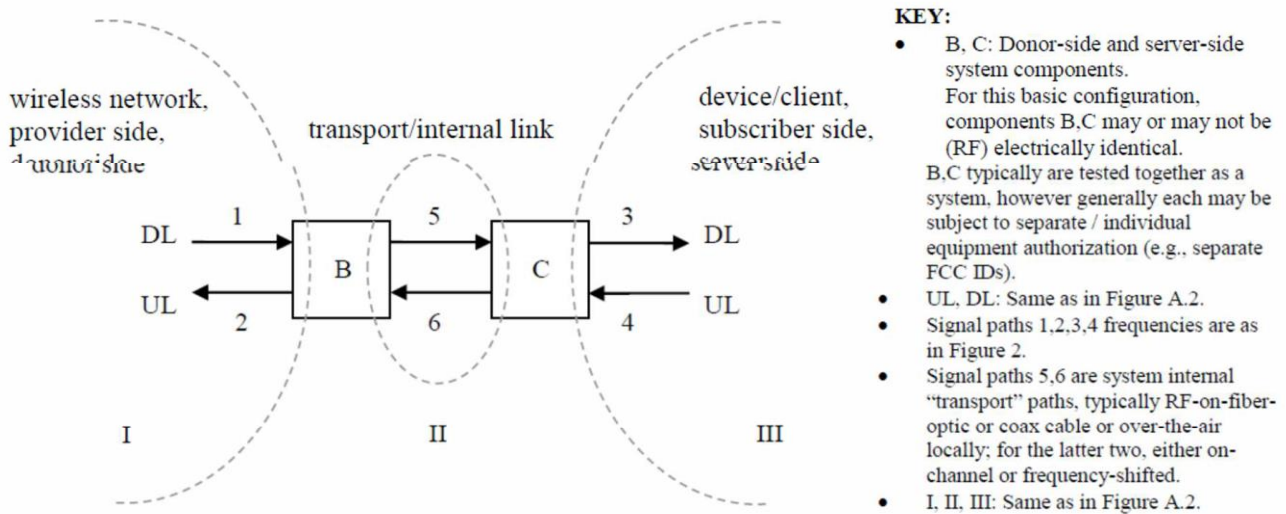 wireless network,
provider side,
transport/internal link
device/client,
subscriber side,
DL
1
5
3
DL
B
C
UL
2
6
4
UL
I
II
III
KEY:
• B, C: Donor-side and server-side
system components.
For this basic configuration,
components B,C may or may not be
(RF) electrically identical.
B,C typically are tested together as a
system, however generally each may be
subject to separate / individual
equipment authorization (e.g., separate
FCC IDs).
• UL, DL: Same as in Figure A.2.
• Signal paths 1,2,3,4 frequencies are as
in Figure 2.
• Signal paths 5,6 are system internal
“transport” paths, typically RF-on-fiber-
optic or coax cable or over-the-air
locally; for the latter two, either on-
channel or frequency-shifted.
• I, II, III: Same as in Figure A.2.